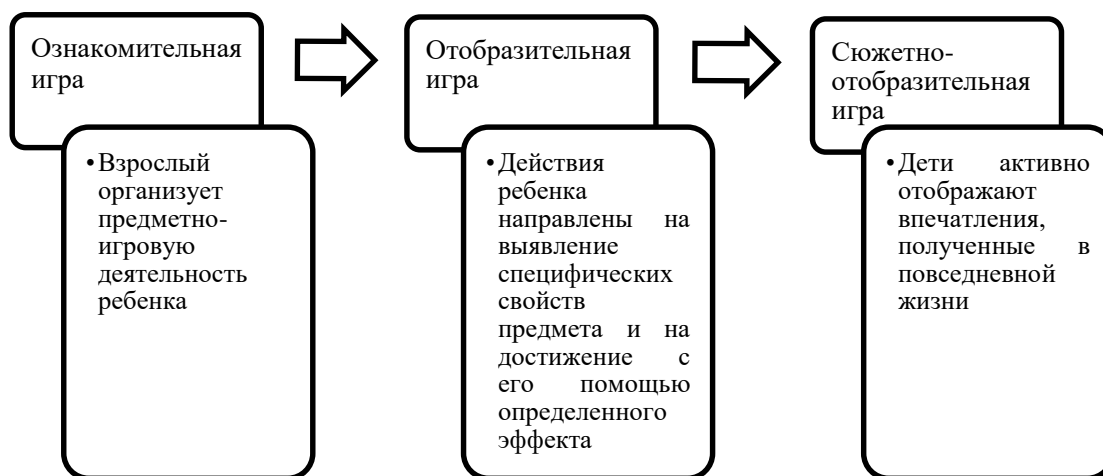 Ознакомительная
игра
• Взрослый
организует
предметно-
игровую
деятельность
ребенка
Отобразительная
игра
• Действия
ребенка
направлены на
выявление
специфических
свойств
предмета и на
достижение с
его помощью
определенного
эффекта
Сюжетно-
отобразительная
игра
• Дети активно
отображают
впечатления,
полученные в
повседневной
жизни